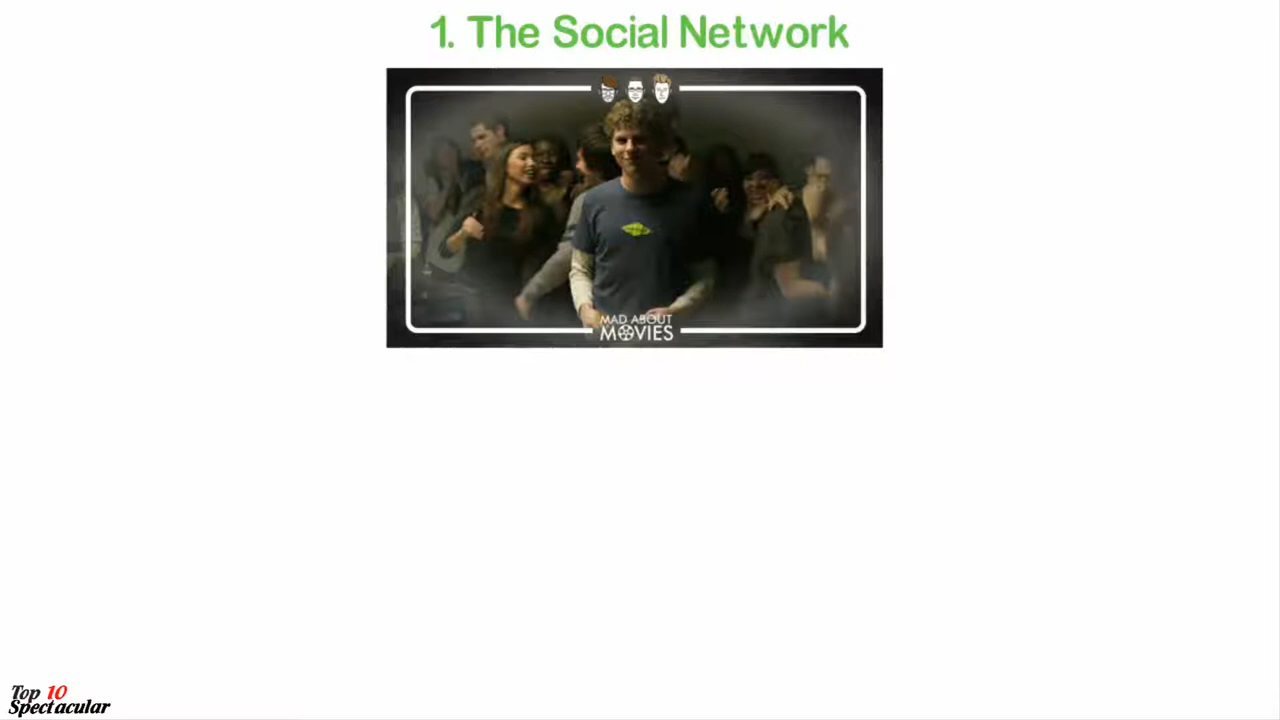 1. The Social Network
MAD ABOUT
MOVIES
Top 10
Spectacular